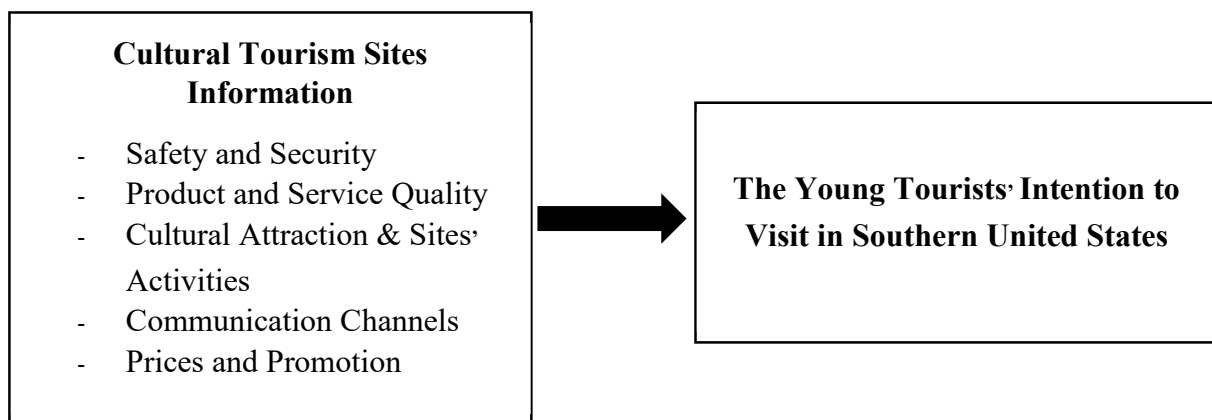 Cultural Tourism Sites
Information
- Safety and Security
- Product and Service Quality
- Cultural Attraction & Sites’
Activities
- Communication Channels
- Prices and Promotion
The Young Tourists’ Intention to
Visit in Southern United States